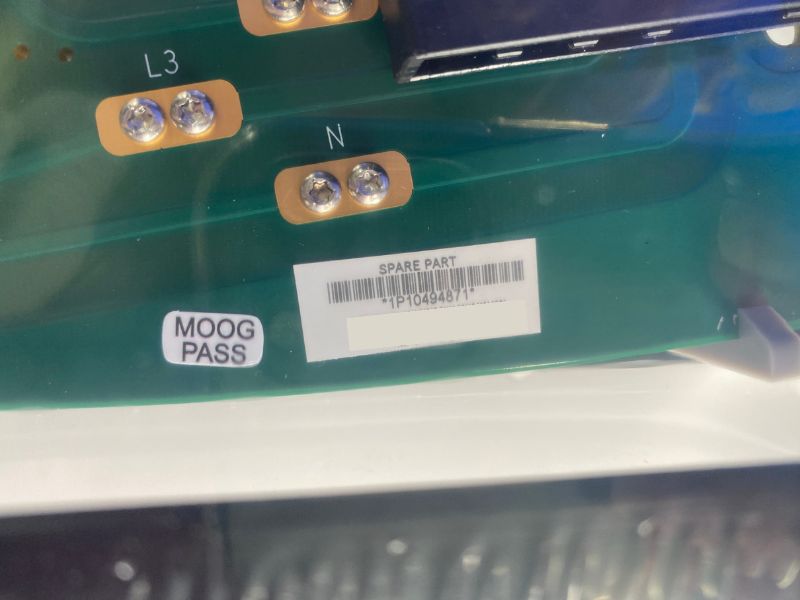 L3
N
SPARE PART
*1P10494871*
MOOG
PASS